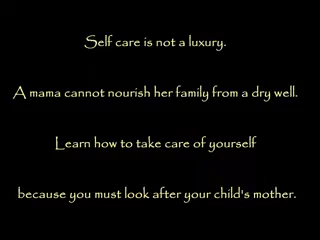 Self care is not a luxury.
A mama cannot nourish her family from a dry well.
Learn how to take care of yourself
because you must look after your child's mother.